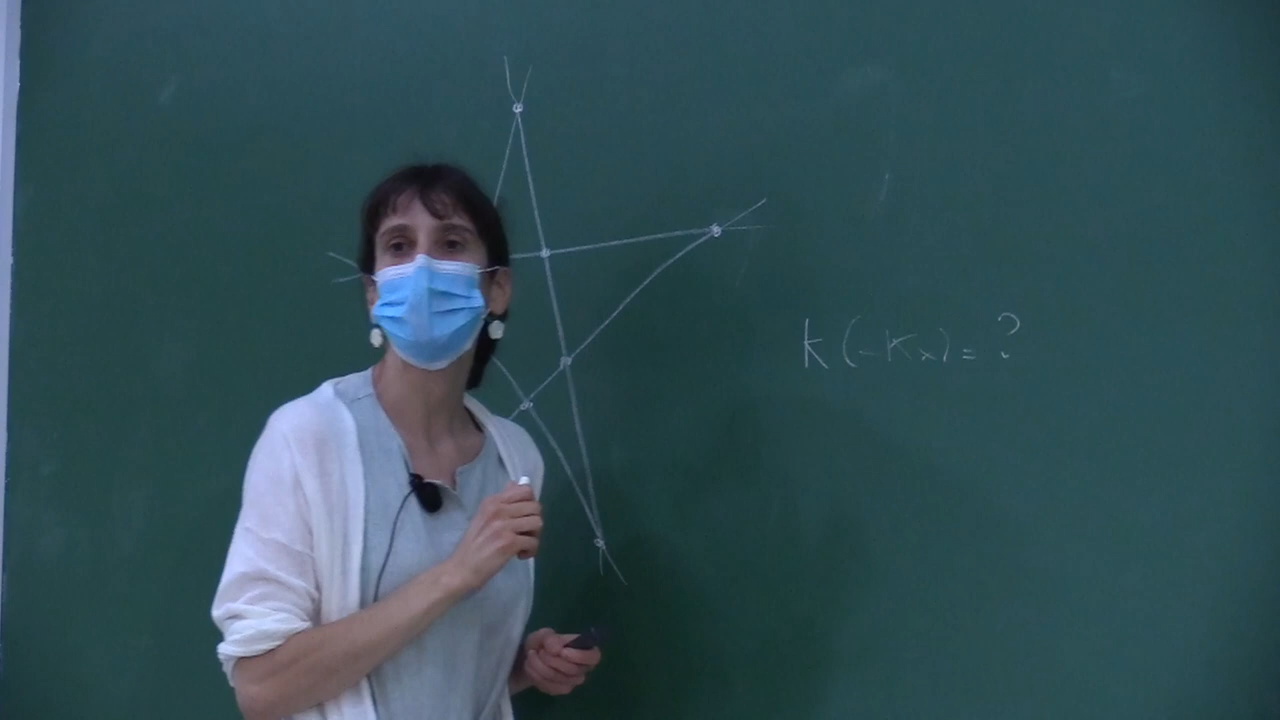 k(-Kx) = ?